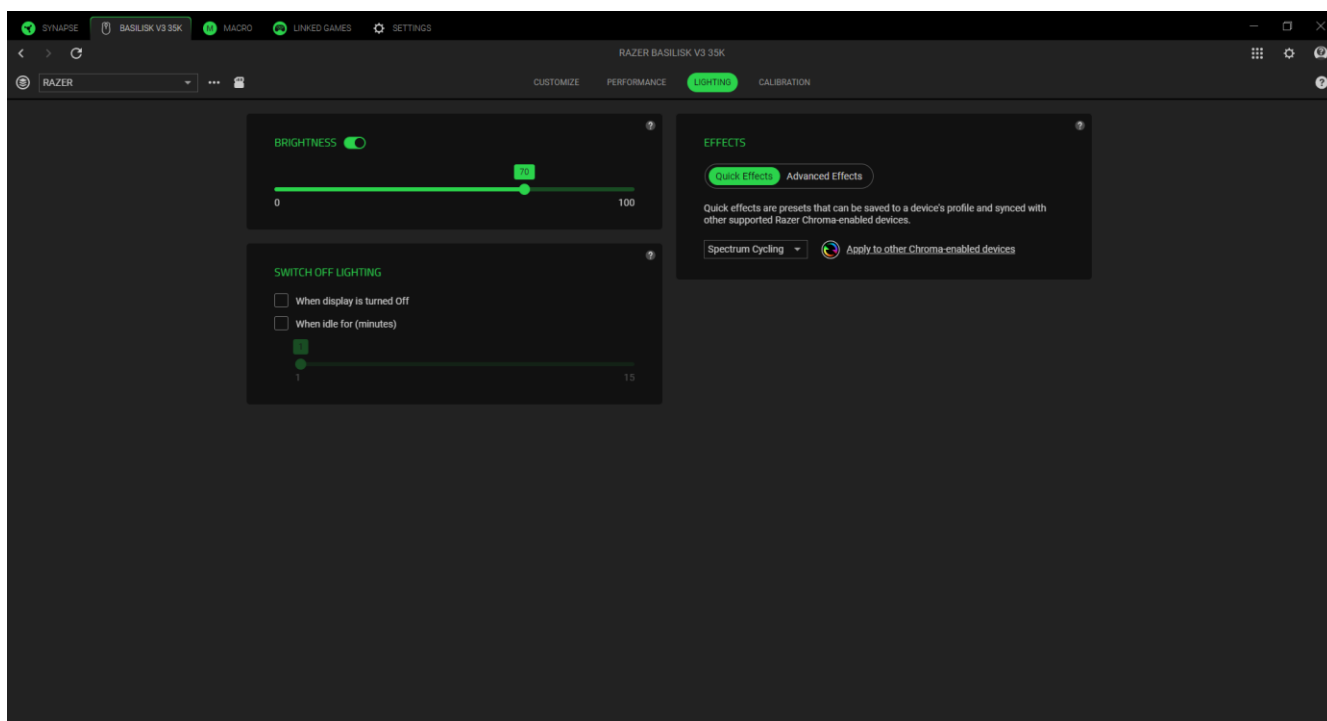 SYNAPSE BASILISK V3 35K MACRO LINKED GAMES SETTINGS
RAZER BASILISK V3 35K
RAZER CUSTOMIZE PERFORMANCE LIGHTING CALIBRATION
BRIGHTNESS
70
0 100
SWITCH OFF LIGHTING
When display is turned Off
When idle for (minutes)
1
1 15
EFFECTS
Quick Effects Advanced Effects
Quick effects are presets that can be saved to a device's profile and synced with
other supported Razer Chroma-enabled devices.
Spectrum Cycling Apply to other Chroma-enabled devices